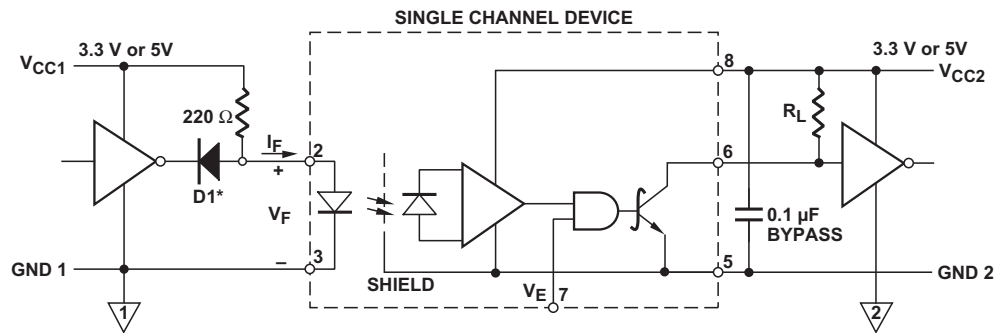 SINGLE CHANNEL DEVICE
3.3 V or 5V
VCC1
220 Ω
D1*
IF
+
2
VF
–
3
GND 1
1
SHIELD
VE
7
8
6
5
3.3 V or 5V
VCC2
RL
0.1 µF
BYPASS
GND 2
2